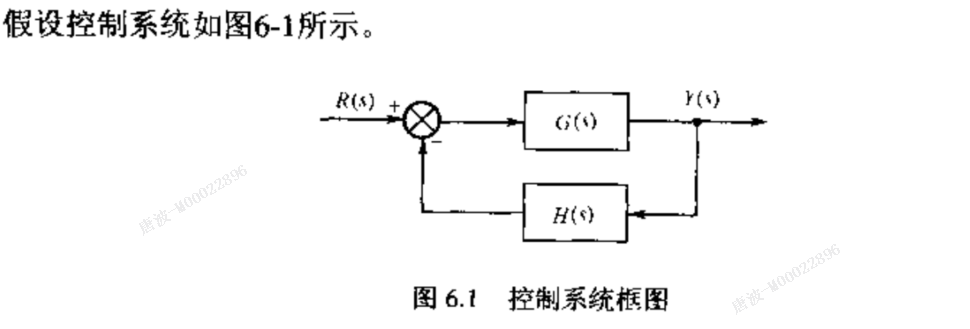 假设控制系统如图6-1所示。
R(s)
+
Y(s)
G(s)
−
H(s)
唐波-M00022896
唐波-M00022896
图 6.1 控制系统框图